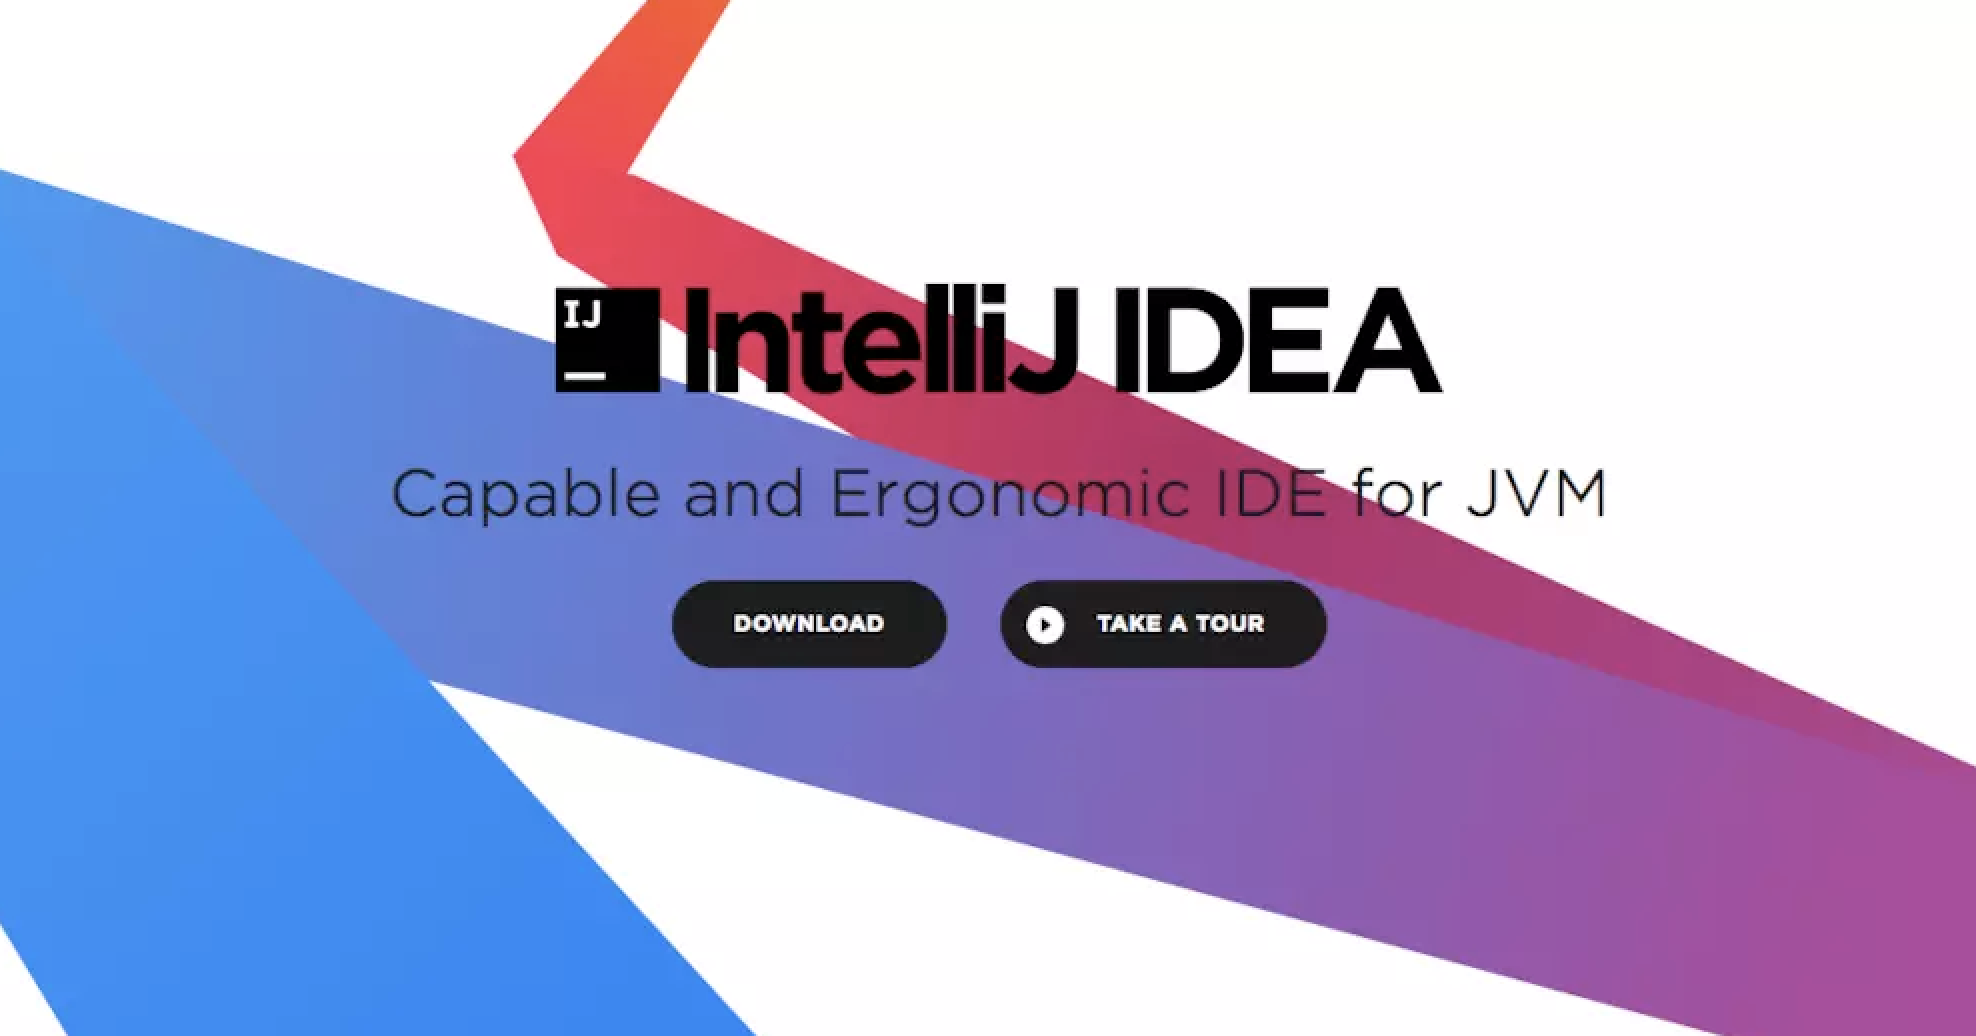 IJ
IntelliJ IDEA
Capable and Ergonomic IDE for JVM
DOWNLOAD
TAKE A TOUR